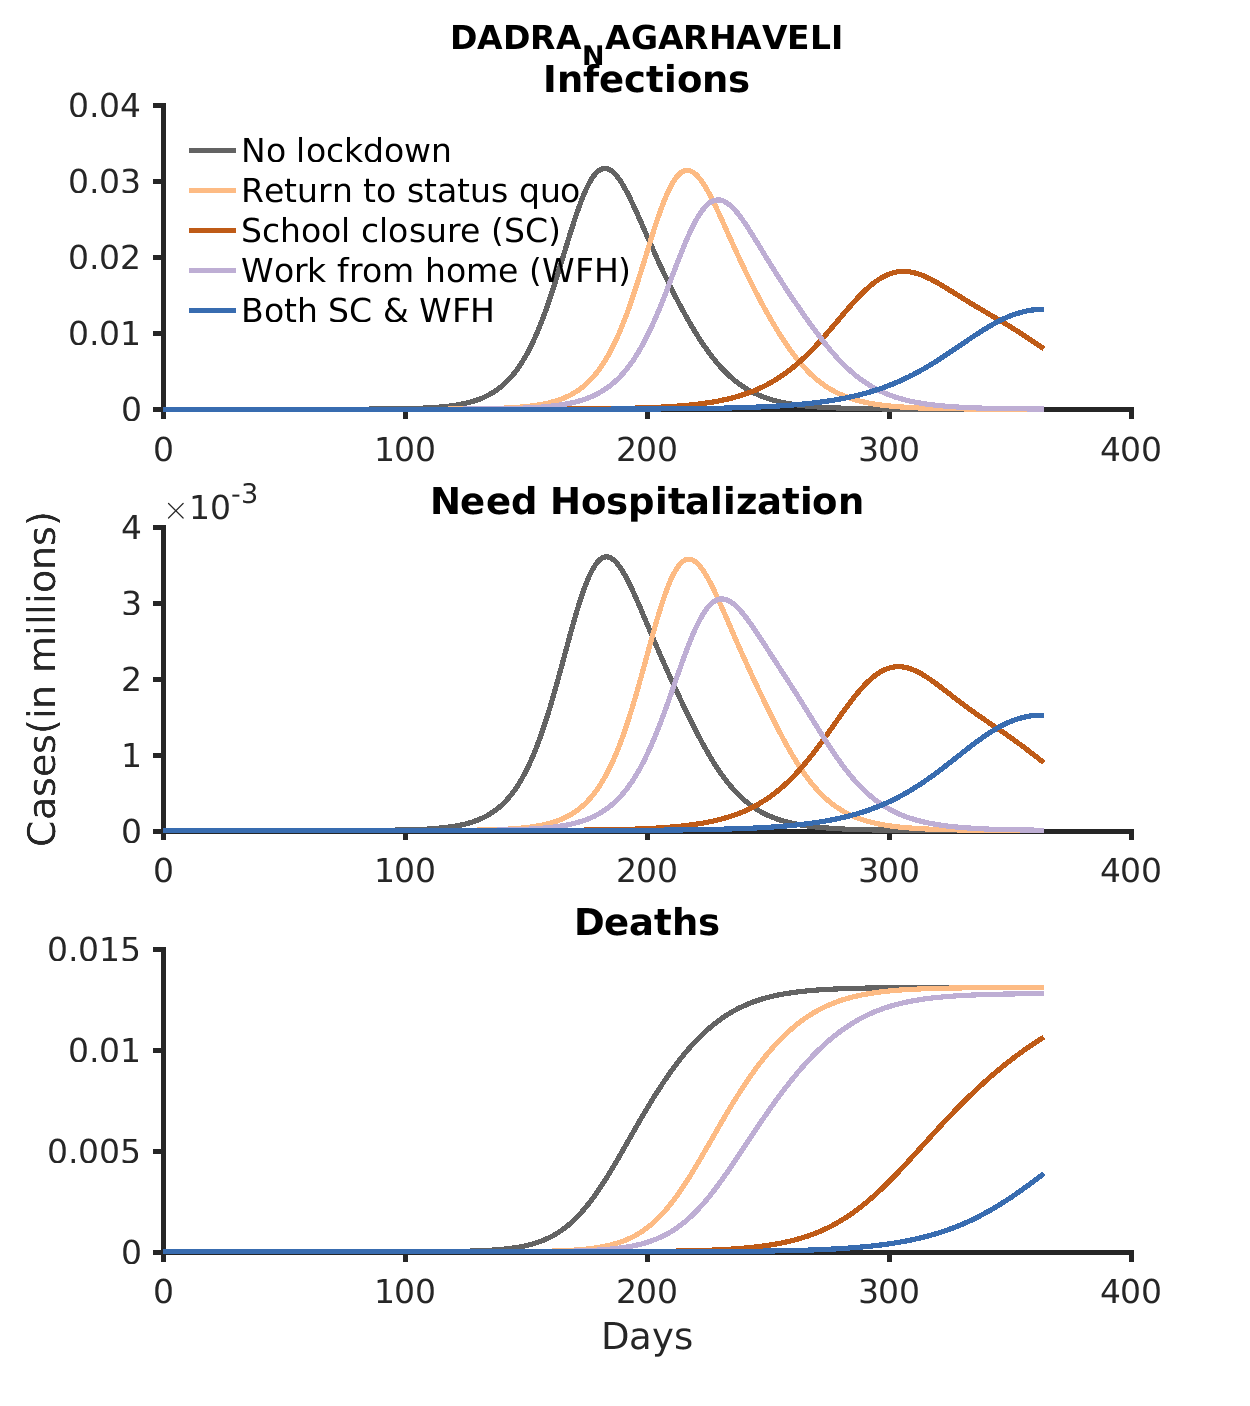 DADRA_NAGARHAVELI
Infections
0.04
0.03
0.02
0.01
0
No lockdown
Return to status quo
School closure (SC)
Work from home (WFH)
Both SC & WFH
0 100 200 300 400
Need Hospitalization
×10^-3
4
3
2
1
0
0 100 200 300 400
Cases(in millions)
Deaths
0.015
0.01
0.005
0
0 100 200 300 400
Days